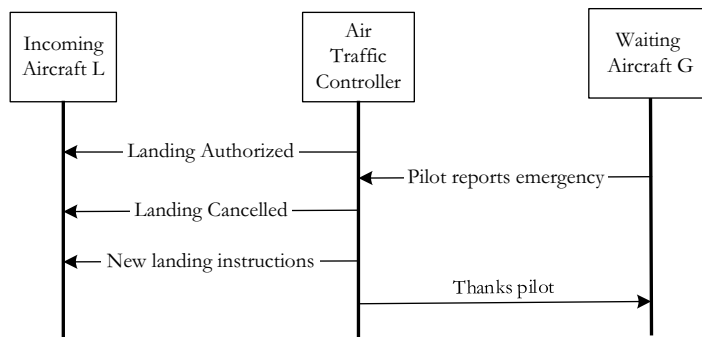 Incoming
Aircraft L
Air
Traffic
Controller
Waiting
Aircraft G
Landing Authorized
Pilot reports emergency
Landing Cancelled
New landing instructions
Thanks pilot